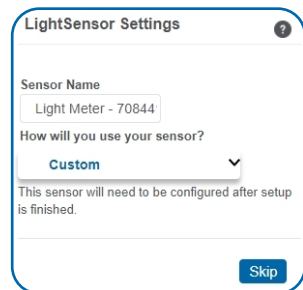 LightSensor Settings ?
Sensor Name
Light Meter - 70844
How will you use your sensor?
Custom
This sensor will need to be configured after setup
is finished.
Skip